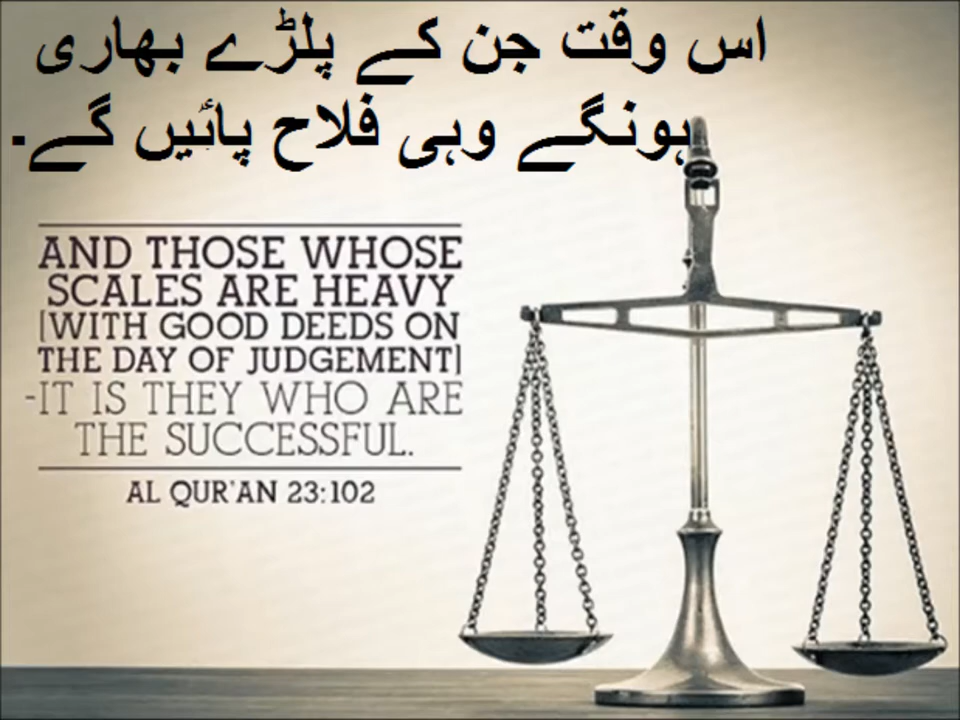 اس وقت جن کے پلڑے بھاری
ہونگے وہی فلاح پائیں گے۔
AND THOSE WHOSE
SCALES ARE HEAVY
[WITH GOOD DEEDS ON
THE DAY OF JUDGEMENT]
-IT IS THEY WHO ARE
THE SUCCESSFUL.
AL QUR'AN 23:102